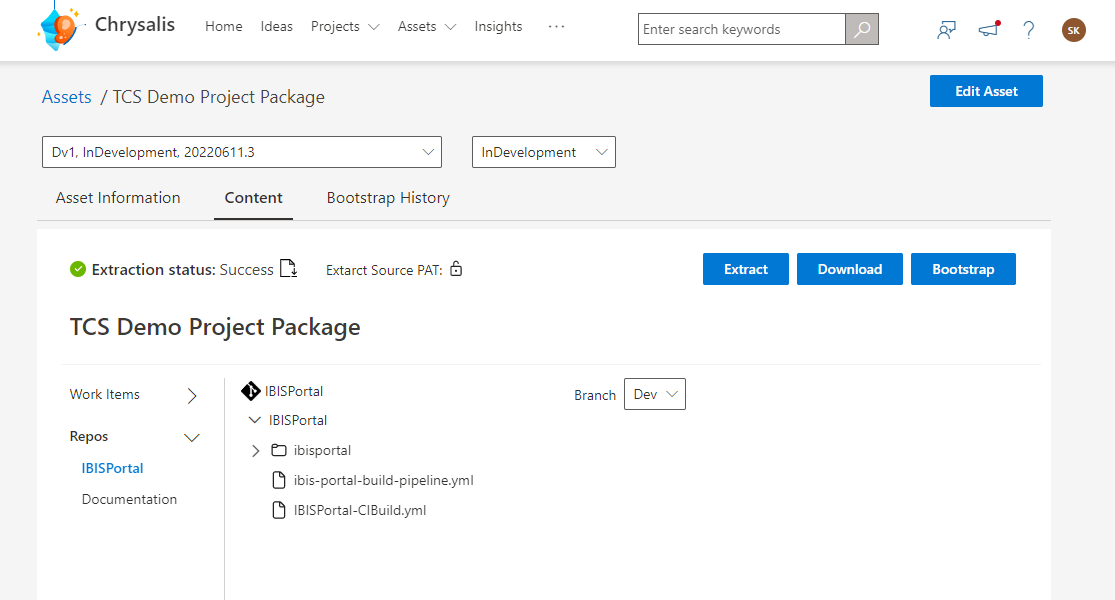 Chrysalis Home Ideas Projects Assets Insights ... Enter search keywords ? SK
Assets / TCS Demo Project Package Edit Asset
Dv1, InDevelopment, 20220611.3 InDevelopment
Asset Information Content Bootstrap History
Extraction status: Success Extarct Source PAT: Extract Download Bootstrap
TCS Demo Project Package
Work Items IBISPortal Branch Dev
IBISPortal
Repos ibisportal
IBISPortal ibis-portal-build-pipeline.yml
Documentation IBISPortal-CIBuild.yml